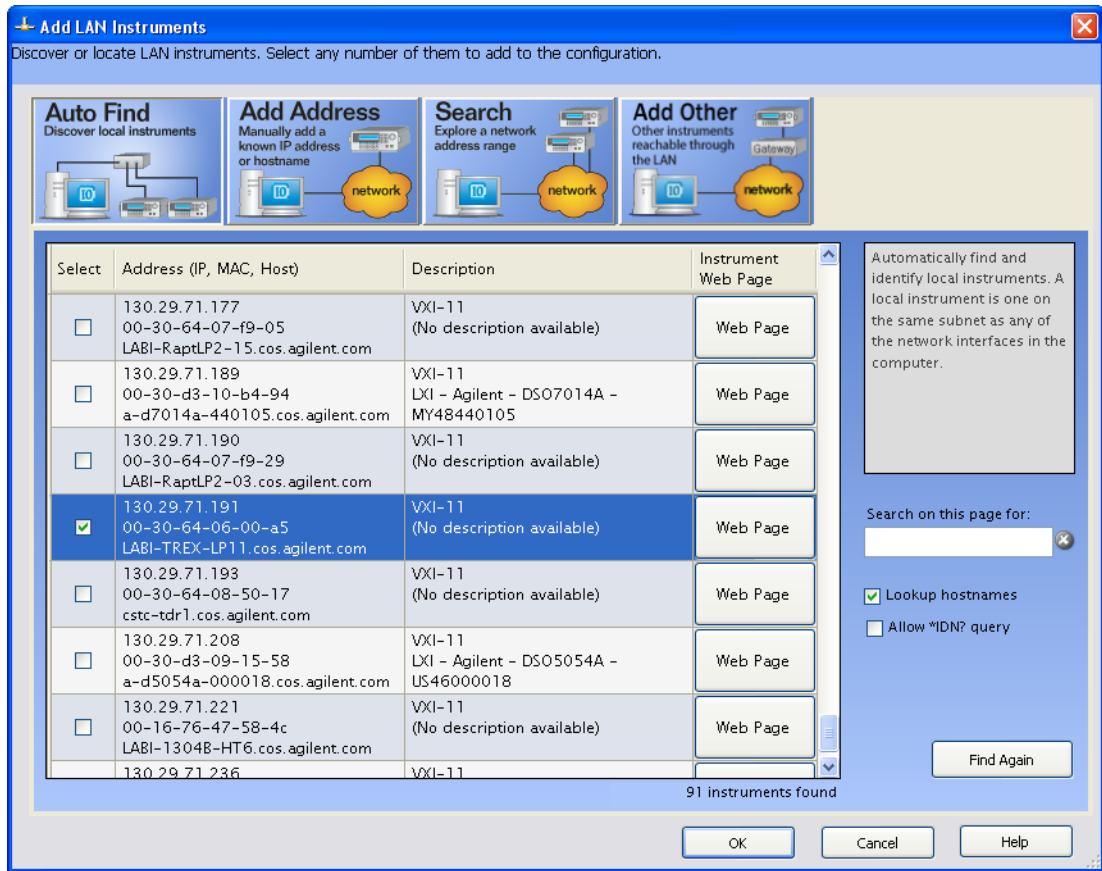 Add LAN Instruments
Discover or locate LAN instruments. Select any number of them to add to the configuration.
Auto Find
Discover local instruments
IO
Add Address
Manually add a
known IP address
or hostname
IO
network
Search
Explore a network
address range
IO
network
Add Other
Other instruments
reachable through
the LAN
Gateway
IO
network
Select
Address (IP, MAC, Host)
Description
Instrument
Web Page
130.29.71.177
00-30-64-07-f9-05
LABI-RaptLP2-15.cos.agilent.com
VXI-11
(No description available)
Web Page
130.29.71.189
00-30-d3-10-b4-94
a-d7014a-440105.cos.agilent.com
VXI-11
LXI - Agilent - DSO7014A -
MY48440105
Web Page
130.29.71.190
00-30-64-07-f9-29
LABI-RaptLP2-03.cos.agilent.com
VXI-11
(No description available)
Web Page
130.29.71.191
00-30-64-06-00-a5
LABI-TREX-LP11.cos.agilent.com
VXI-11
(No description available)
Web Page
130.29.71.193
00-30-64-08-50-17
cstc-tdr1.cos.agilent.com
VXI-11
(No description available)
Web Page
130.29.71.208
00-30-d3-09-15-58
a-d5054a-000018.cos.agilent.com
VXI-11
LXI - Agilent - DSO5054A -
US46000018
Web Page
130.29.71.221
00-16-76-47-58-4c
LABI-1304B-HT6.cos.agilent.com
VXI-11
(No description available)
Web Page
130.29.71.236
VXI-11
91 instruments found
Automatically find and
identify local instruments. A
local instrument is one on
the same subnet as any of
the network interfaces in the
computer.
Search on this page for:
Lookup hostnames
Allow *IDN? query
Find Again
OK
Cancel
Help